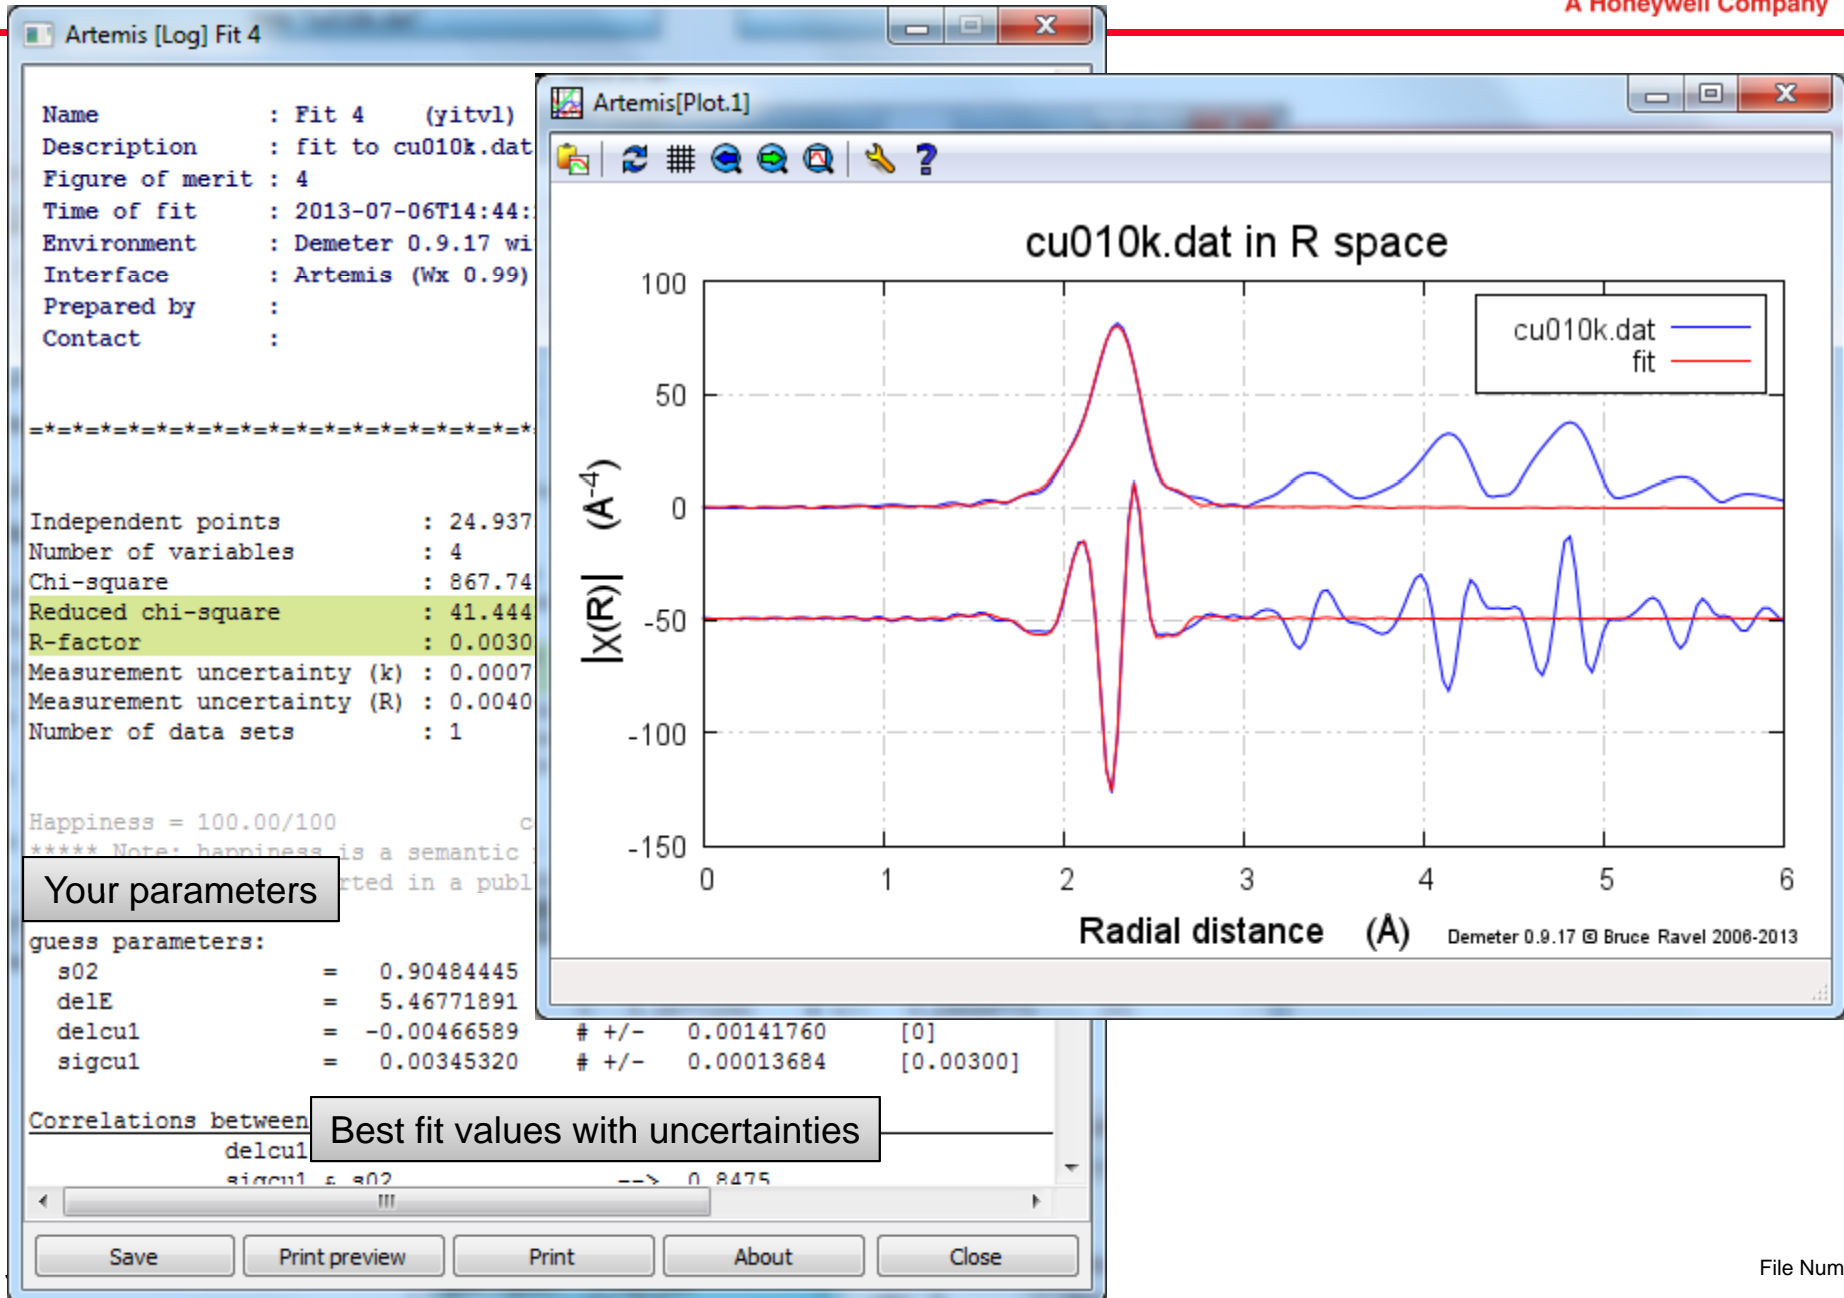 A Honeywell Company
Artemis [Log] Fit 4
Name : Fit 4 (yitvl)
Description : fit to cu010k.dat
Figure of merit : 4
Time of fit : 2013-07-06T14:44:
Environment : Demeter 0.9.17 wi
Interface : Artemis (Wx 0.99)
Prepared by :
Contact :
=*=*=*=*=*=*=*=*=*=*=*=*=*=*=*=*=*=*
Independent points : 24.937
Number of variables : 4
Chi-square : 867.74
Reduced chi-square : 41.444
R-factor : 0.0030
Measurement uncertainty (k) : 0.0007
Measurement uncertainty (R) : 0.0040
Number of data sets : 1
Happiness = 100.00/100 c
***** Note: happiness is a semantic
rted in a publ
Your parameters
guess parameters:
s02 = 0.90484445
delE = 5.46771891
delcu1 = -0.00466589 # +/- 0.00141760 [0]
sigcu1 = 0.00345320 # +/- 0.00013684 [0.00300]
Correlations between
Best fit values with uncertainties
delcu1
sigcu1 & s02 --> 0.8475
Save
Print preview
Print
About
Close
Artemis[Plot.1]
cu010k.dat in R space
cu010k.dat
fit
100
50
0
-50
-100
-150
|χ(R)| (Å⁻⁴)
0 1 2 3 4 5 6
Radial distance (Å)
Demeter 0.9.17 © Bruce Ravel 2006-2013
File Num